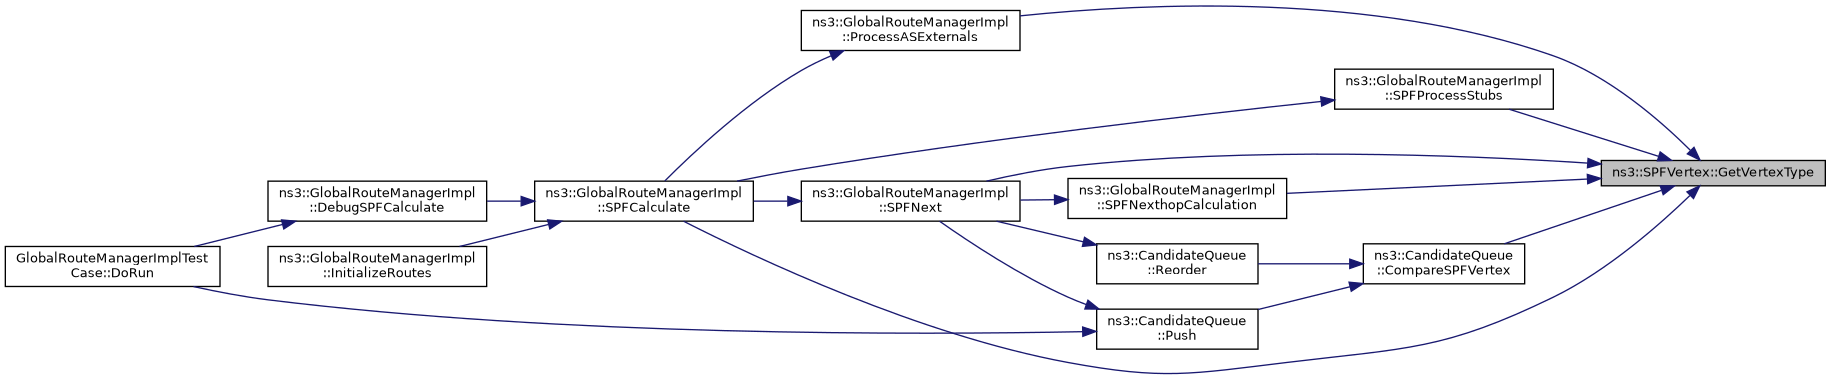 ns3::GlobalRouteManagerImpl
::ProcessASExternals
ns3::GlobalRouteManagerImpl
::SPFProcessStubs
ns3::SPFVertex::GetVertexType
ns3::GlobalRouteManagerImpl
::DebugSPFCalculate
ns3::GlobalRouteManagerImpl
::SPFCalculate
ns3::GlobalRouteManagerImpl
::SPFNext
ns3::GlobalRouteManagerImpl
::SPFNexthopCalculation
GlobalRouteManagerImplTest
Case::DoRun
ns3::GlobalRouteManagerImpl
::InitializeRoutes
ns3::CandidateQueue
::Reorder
ns3::CandidateQueue
::CompareSPFVertex
ns3::CandidateQueue
::Push